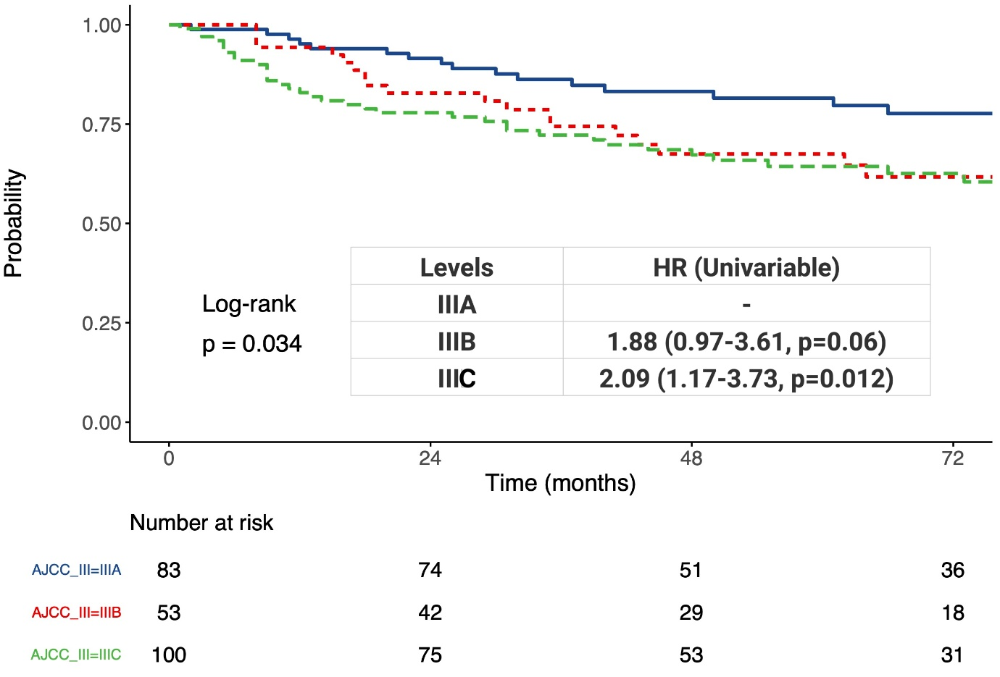 1.00
0.75
0.50
0.25
0.00
Probability
Levels HR (Univariable)
IIIA -
IIIB 1.88 (0.97-3.61, p=0.06)
IIIC 2.09 (1.17-3.73, p=0.012)
Log-rank
p = 0.034
0 24 48 72
Time (months)
Number at risk
AJCC_III=IIIA 83 74 51 36
AJCC_III=IIIB 53 42 29 18
AJCC_III=IIIC 100 75 53 31